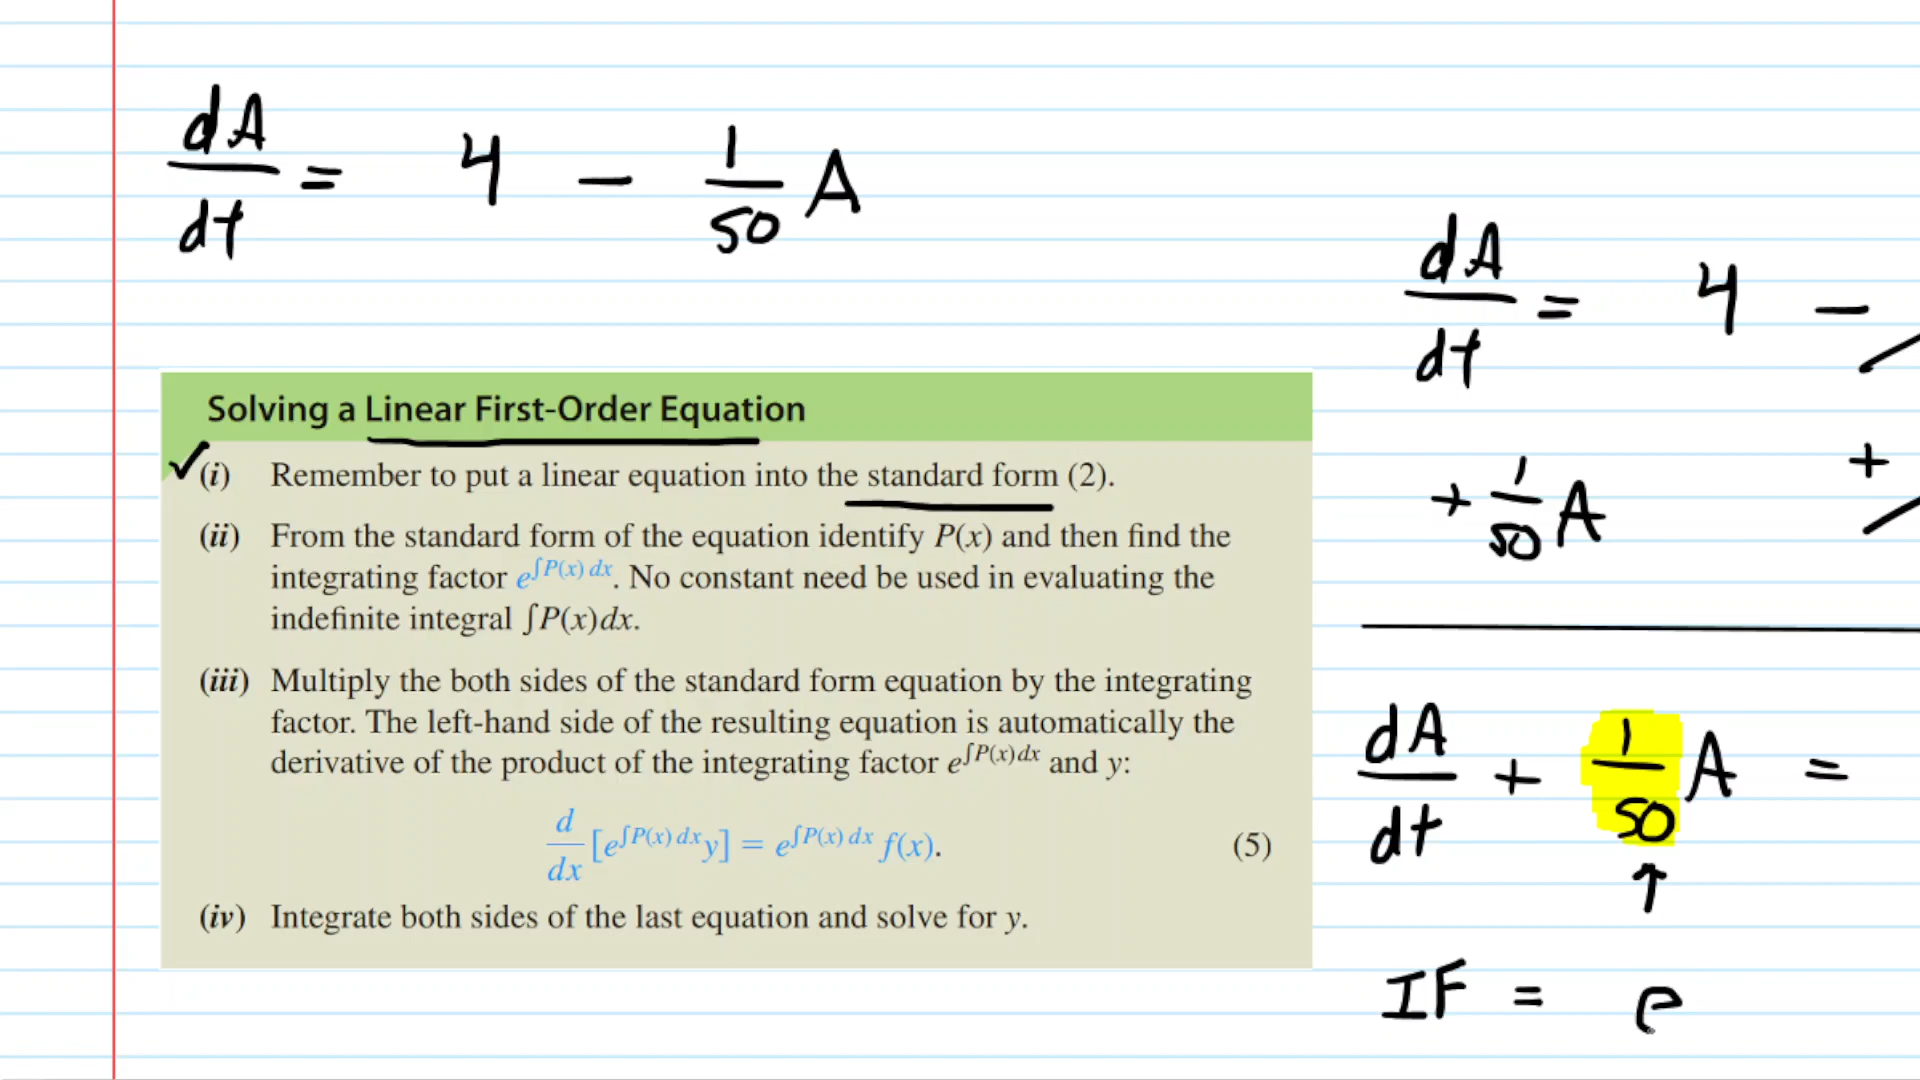 dA/dt = 4 - 1/50 A
Solving a Linear First-Order Equation
✓(i) Remember to put a linear equation into the standard form (2).
(ii) From the standard form of the equation identify P(x) and then find the
integrating factor e^∫P(x) dx. No constant need be used in evaluating the
indefinite integral ∫P(x)dx.
(iii) Multiply the both sides of the standard form equation by the integrating
factor. The left-hand side of the resulting equation is automatically the
derivative of the product of the integrating factor e^∫P(x)dx and y:
d/dx [e^∫P(x) dx y] = e^∫P(x) dx f(x). (5)
(iv) Integrate both sides of the last equation and solve for y.
dA/dt = 4 -
+ 1/50 A +
dA/dt + 1/50 A =
↑
IF = e